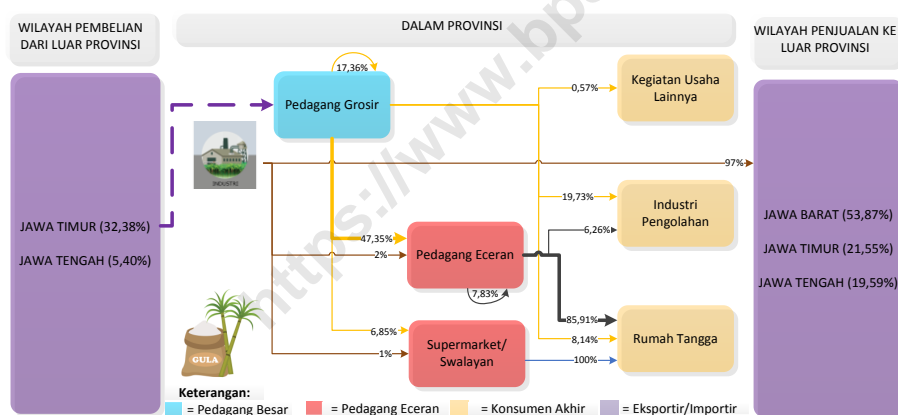 WILAYAH PEMBELIAN
DARI LUAR PROVINSI
DALAM PROVINSI
WILAYAH PENJUALAN KE
LUAR PROVINSI
17,36%
Pedagang Grosir
0,57%
Kegiatan Usaha
Lainnya
INDUSTRI
97%
JAWA TIMUR (32,38%)
JAWA TENGAH (5,40%)
19,73%
Industri
Pengolahan
6,26%
JAWA BARAT (53,87%)
JAWA TIMUR (21,55%)
JAWA TENGAH (19,59%)
47,35%
2%
Pedagang Eceran
7,83%
85,91%
8,14%
100%
Rumah Tangga
6,85%
1%
Supermarket/
Swalayan
GULA
Keterangan:
= Pedagang Besar
= Pedagang Eceran
= Konsumen Akhir
= Eksportir/Importir
https://www.bps